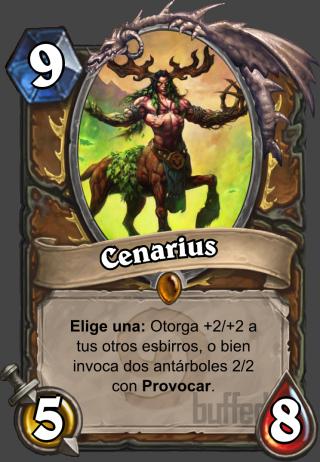 9
Cenarius
Elige una: Otorga +2/+2 a
tus otros esbirros, o bien
invoca dos antárboles 2/2
con Provocar.
buffed
5
8